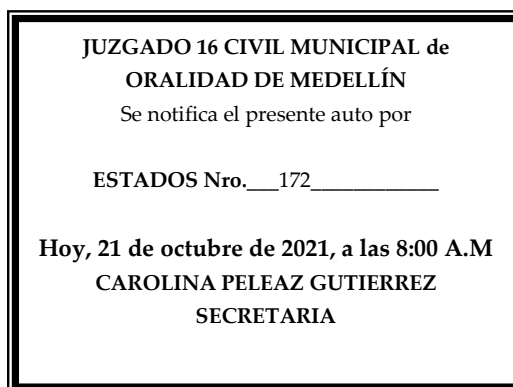 JUZGADO 16 CIVIL MUNICIPAL de
ORALIDAD DE MEDELLÍN
Se notifica el presente auto por
ESTADOS Nro.___172____________
Hoy, 21 de octubre de 2021, a las 8:00 A.M
CAROLINA PELEAZ GUTIERREZ
SECRETARIA